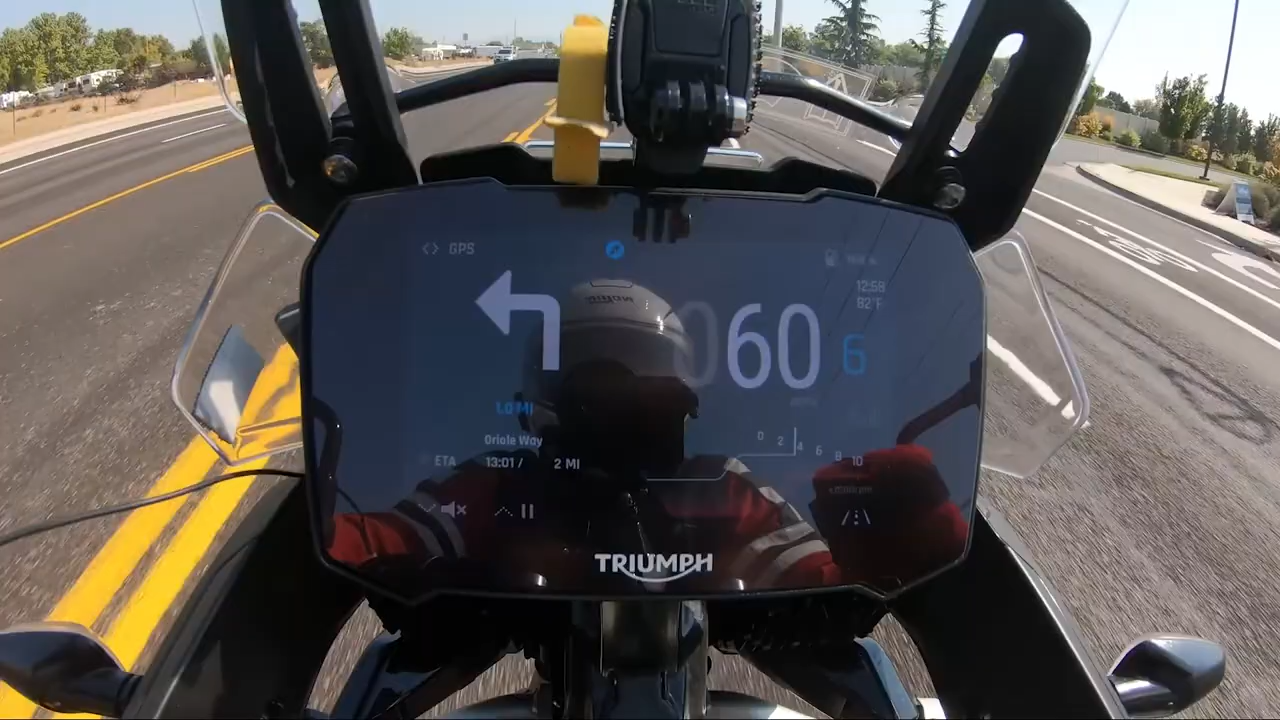 GPS
12:58
82°F
060
6
1.0 MI
Oriole Way
ETA 13:01 / 2 MI
0 2 4 6 8 10
TRIUMPH